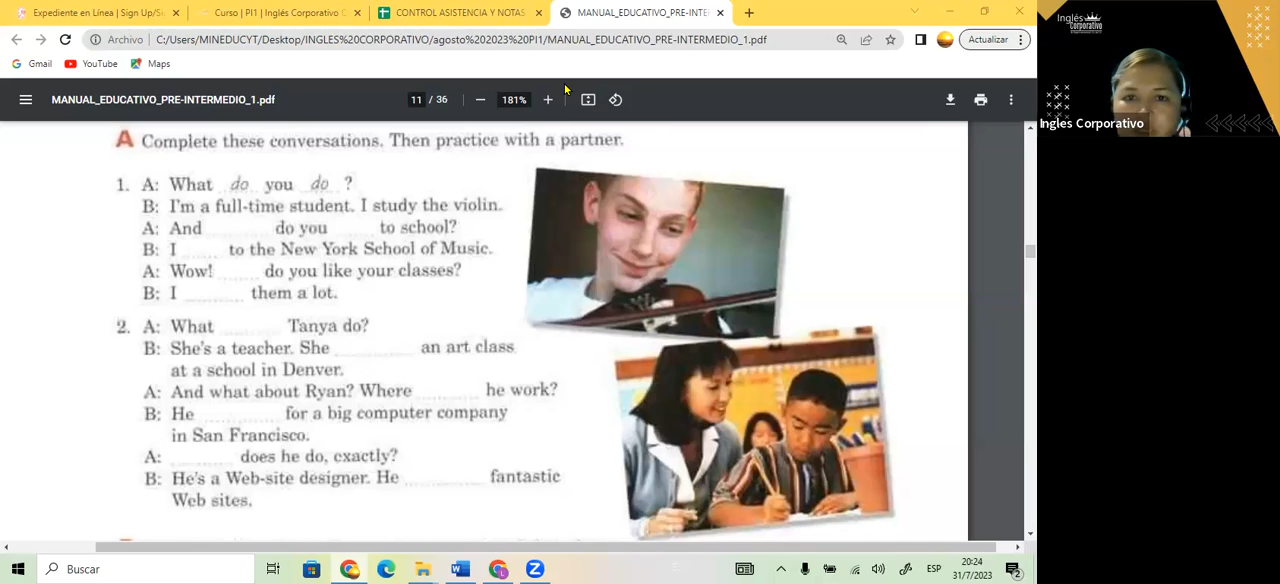 Expediente en Línea | Sign Up/Si
Curso | PI1 | Inglés Corporativo C
CONTROL ASISTENCIA Y NOTAS
MANUAL_EDUCATIVO_PRE-INTERME
Archivo C:/Users/MINEDUCYT/Desktop/INGLES%20CORPORATIVO/agosto%202023%20PI1/MANUAL_EDUCATIVO_PRE-INTERMEDIO_1.pdf
Actualizar
Gmail YouTube Maps
MANUAL_EDUCATIVO_PRE-INTERMEDIO_1.pdf
11 / 36
181%
A Complete these conversations. Then practice with a partner.
1. A: What do you do ?
B: I'm a full-time student. I study the violin.
A: And do you to school?
B: I to the New York School of Music.
A: Wow! do you like your classes?
B: I them a lot.
2. A: What Tanya do?
B: She's a teacher. She an art class
at a school in Denver.
A: And what about Ryan? Where he work?
B: He for a big computer company
in San Francisco.
A: does he do, exactly?
B: He's a Web-site designer. He fantastic
Web sites.
Inglés
Corporativo
Ingles Corporativo
Buscar
ESP
20:24
31/7/2023
2